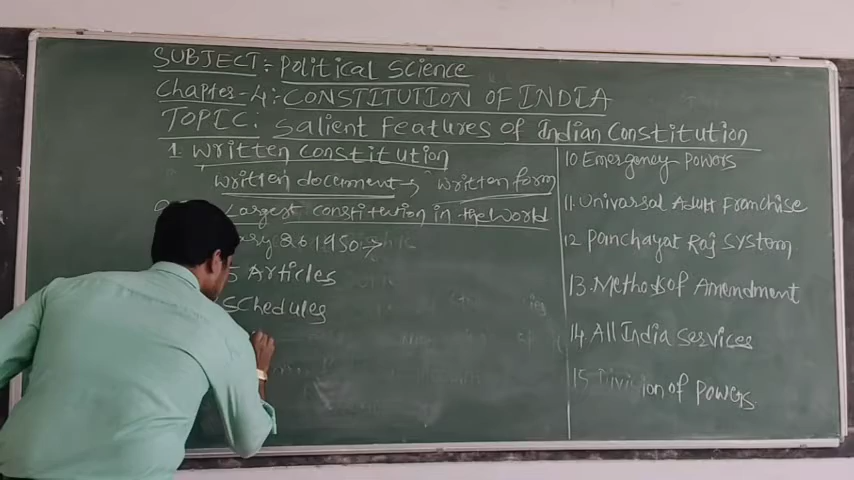 SUBJECT:- Political Science
Chapter-4:- CONSTITUTION OF INDIA
TOPIC: Salient Features of Indian Constitution
1 Written Constitution
Written document → Written form
Largest constitution in the World
26 1950 →
5 Articles
Schedules
10 Emergency Powers
11. Universal Adult Franchise
12 Panchayat Raj System
13. Methods of Amendment
14. All India Services
15 Division of Powers